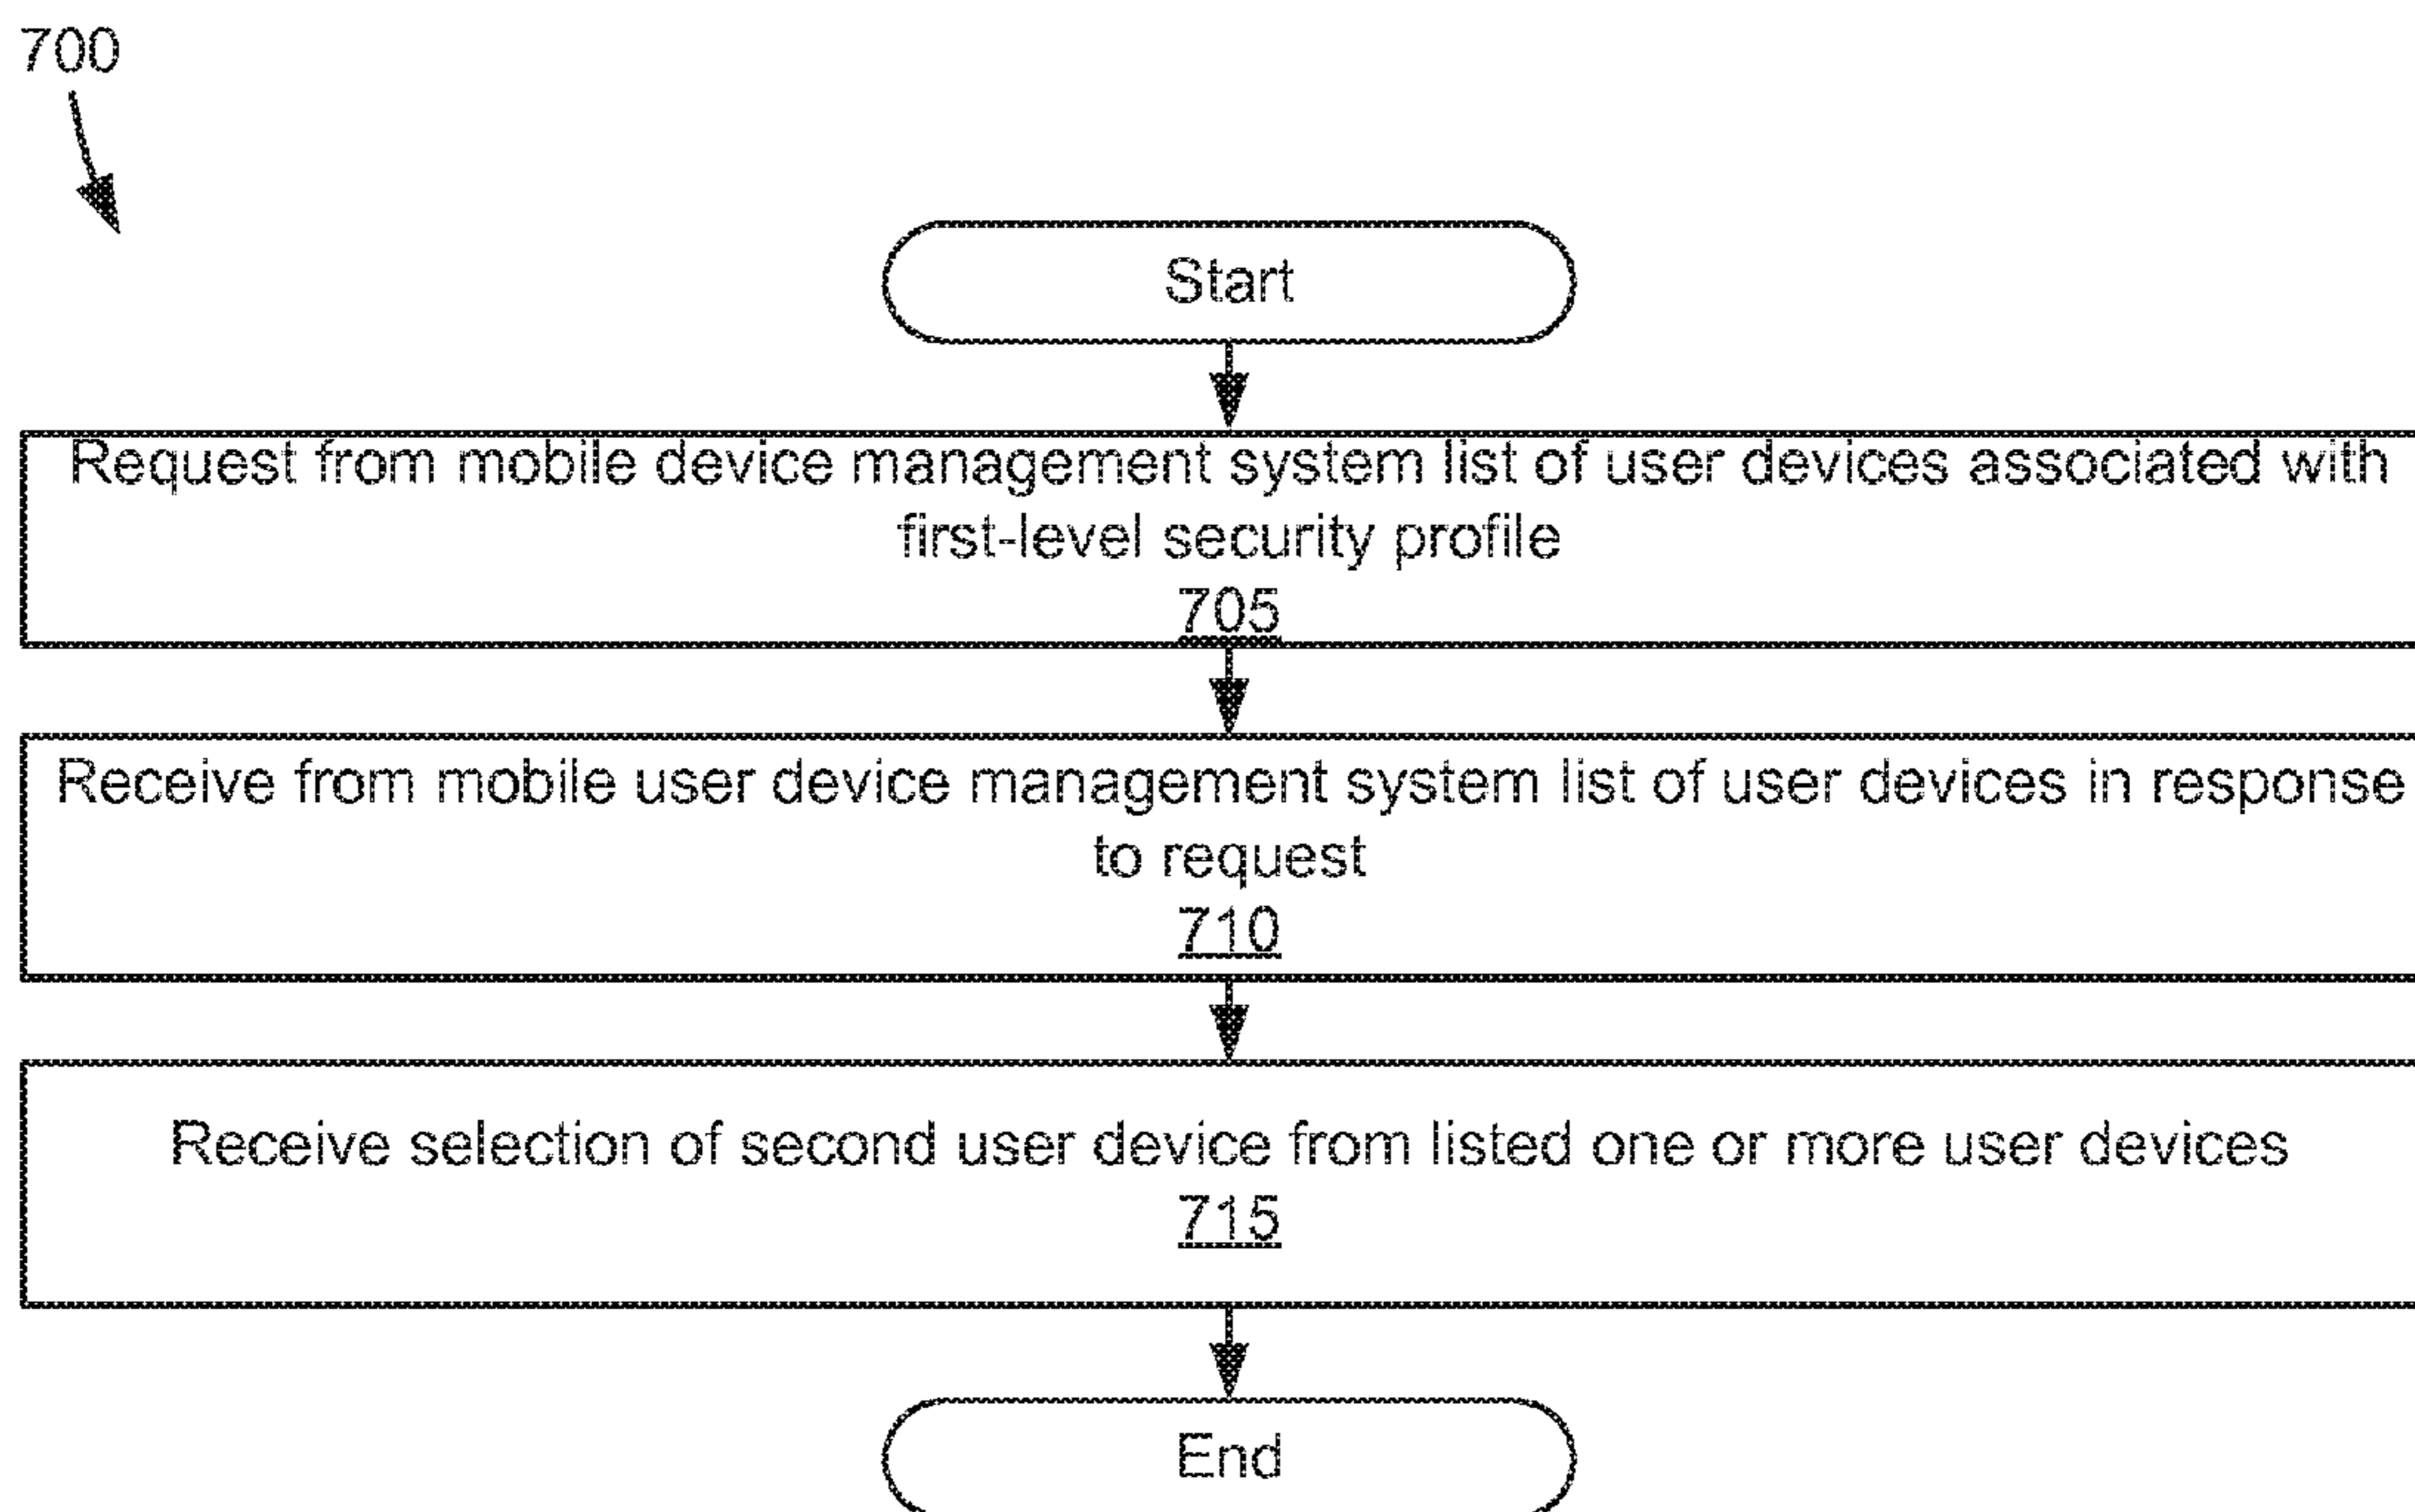 700
Start
Request from mobile device management system list of user devices associated with
first-level security profile
705
Receive from mobile user device management system list of user devices in response
to request
710
Receive selection of second user device from listed one or more user devices
715
End